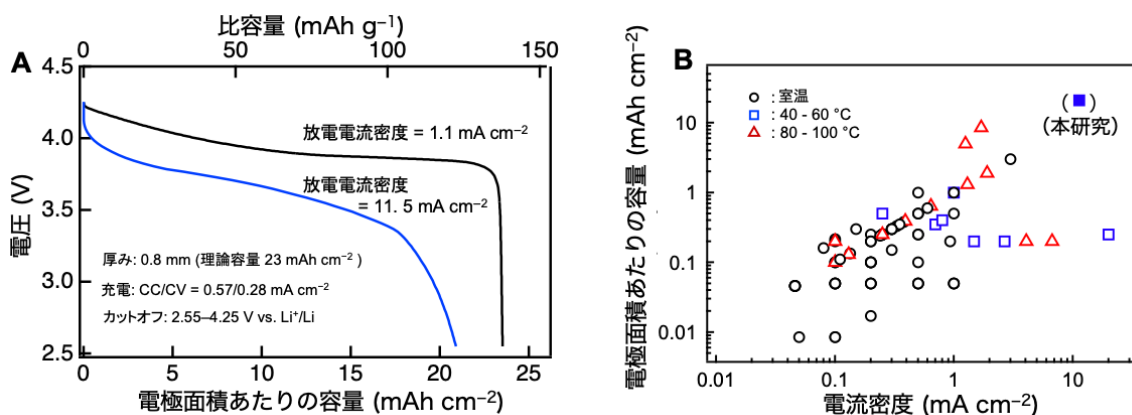 A
比容量 (mAh g⁻¹)
0 50 100 150
4.5
4.0
3.5
3.0
2.5
電圧 (V)
放電電流密度 = 1.1 mA cm⁻²
放電電流密度
= 11. 5 mA cm⁻²
厚み: 0.8 mm (理論容量 23 mAh cm⁻² )
充電: CC/CV = 0.57/0.28 mA cm⁻²
カットオフ: 2.55–4.25 V vs. Li⁺/Li
0 5 10 15 20 25
電極面積あたりの容量 (mAh cm⁻²)
B
電極面積あたりの容量 (mAh cm⁻²)
10
1
0.1
0.01
: 室温
: 40 - 60 °C
: 80 - 100 °C
( )
(本研究)
0.01 0.1 1 10
電流密度 (mA cm⁻²)